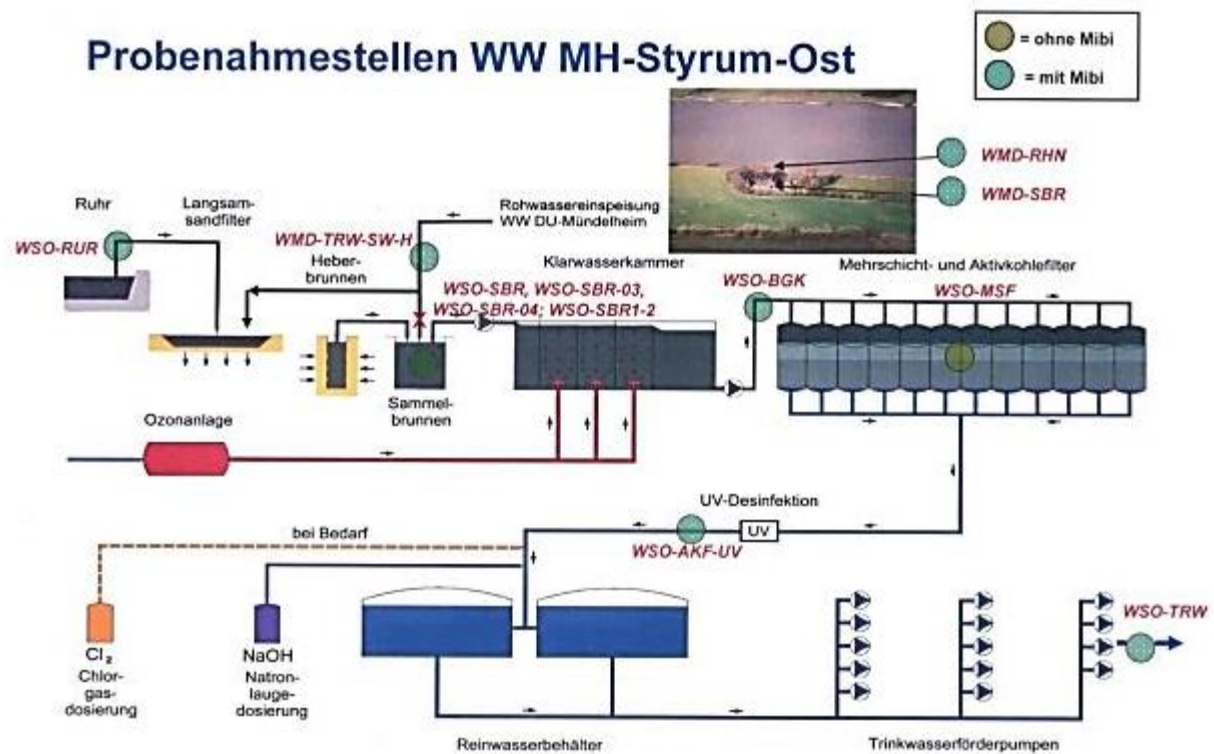 Probenahmestellen WW MH-Styrum-Ost
= ohne Mibi
= mit Mibi
WMD-RHN
WMD-SBR
Ruhr
WSO-RUR
Langsam-
sandfilter
WMD-TRW-SW-H
Heber-
brunnen
Rohwassereinspeisung
WW DU-Mündelheim
Klarwasserkammer
WSO-SBR, WSO-SBR-03,
WSO-SBR-04; WSO-SBR1-2
WSO-BGK
Mehrschicht- und Aktivkohlefilter
WSO-MSF
Sammel-
brunnen
Ozonanlage
UV-Desinfektion
UV
WSO-AKF-UV
bei Bedarf
Cl₂
Chlor-
gas-
dosierung
NaOH
Natron-
lauge-
dosierung
WSO-TRW
Reinwasserbehälter
Trinkwasserförderpumpen